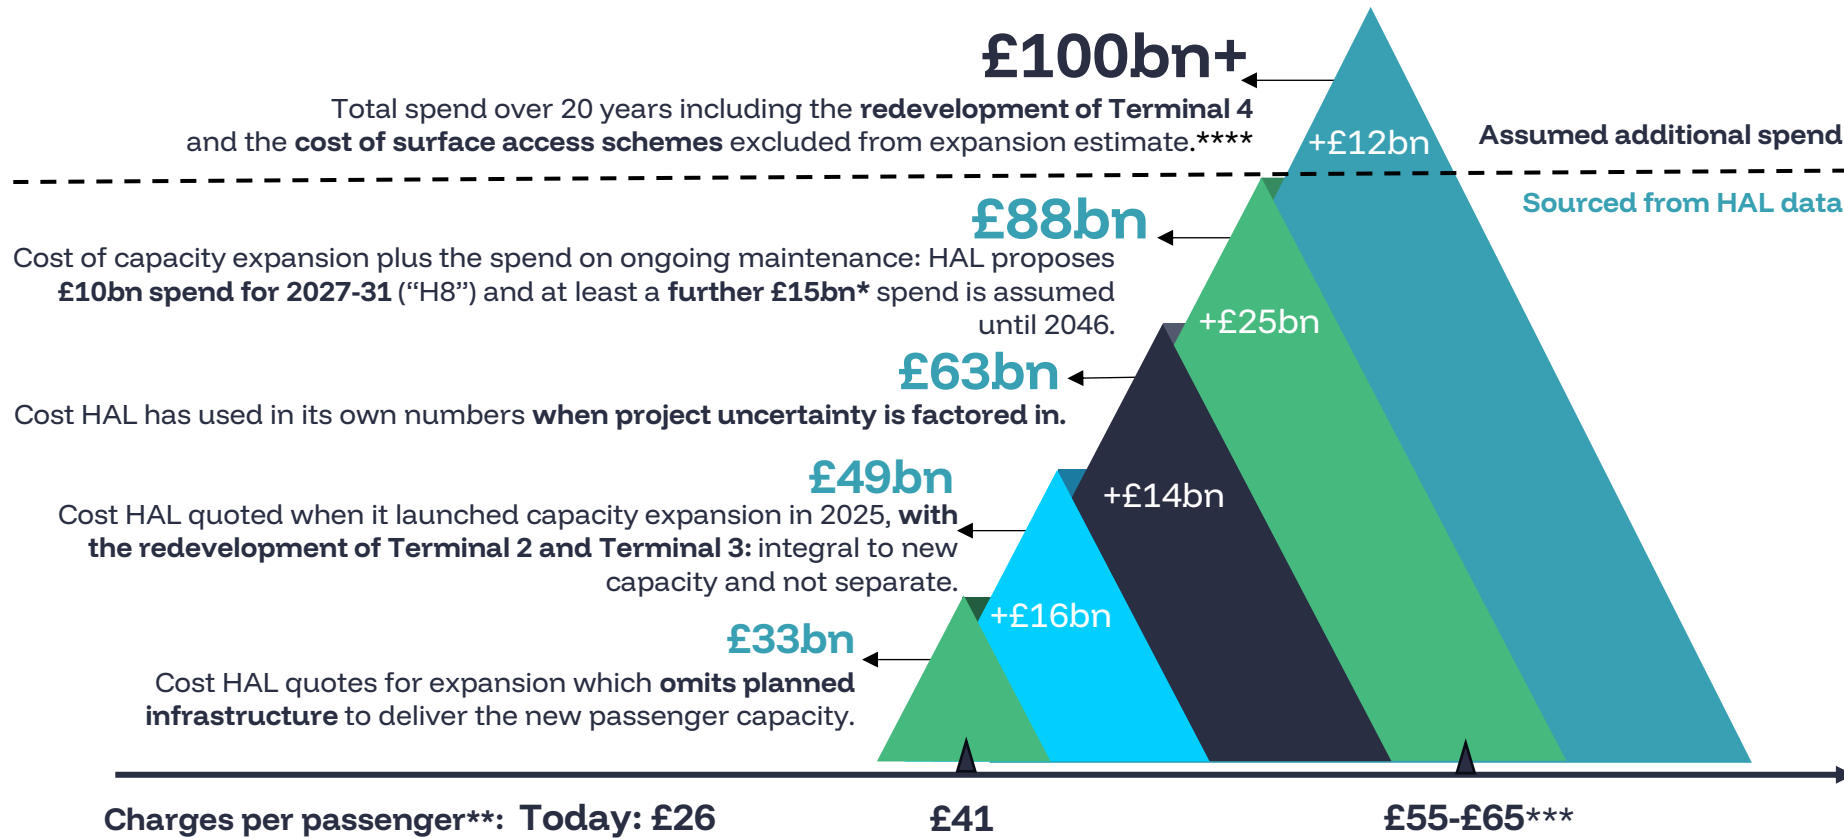 £100bn+
Total spend over 20 years including the redevelopment of Terminal 4
and the cost of surface access schemes excluded from expansion estimate.****
+£12bn
Assumed additional spend
Sourced from HAL data
£88bn
Cost of capacity expansion plus the spend on ongoing maintenance: HAL proposes
£10bn spend for 2027-31 (“H8”) and at least a further £15bn* spend is assumed
until 2046.
+£25bn
£63bn
Cost HAL has used in its own numbers when project uncertainty is factored in.
+£14bn
£49bn
Cost HAL quoted when it launched capacity expansion in 2025, with
the redevelopment of Terminal 2 and Terminal 3: integral to new
capacity and not separate.
+£16bn
£33bn
Cost HAL quotes for expansion which omits planned
infrastructure to deliver the new passenger capacity.
Charges per passenger**: Today: £26
£41
£55-£65***